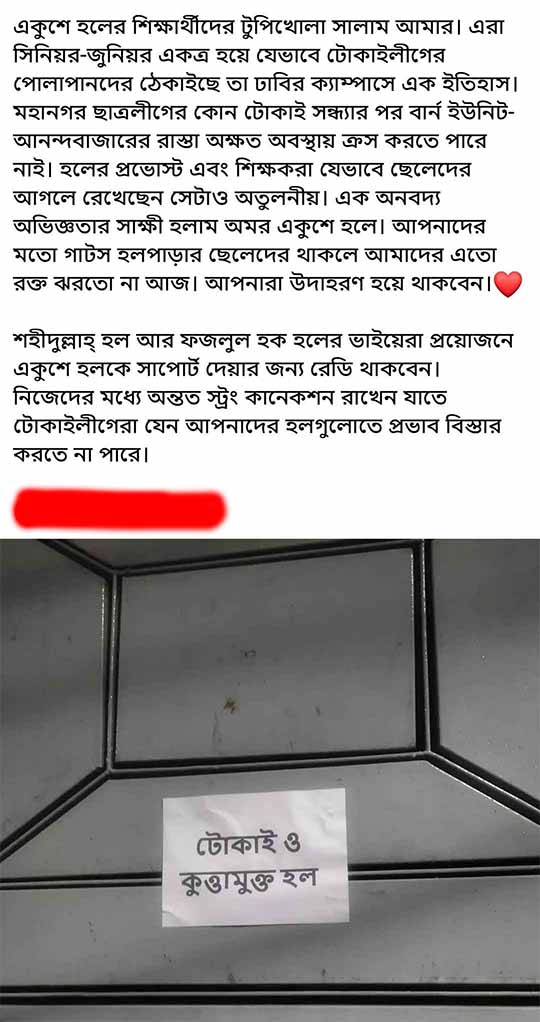 একুশে হলের শিক্ষার্থীদের টুপিখোলা সালাম আমার। এরা
সিনিয়র-জুনিয়র একত্র হয়ে যেভাবে টোকাইলীগের
পোলাপানদের ঠেকাইছে তা ঢাবির ক্যাম্পাসে এক ইতিহাস।
মহানগর ছাত্রলীগের কোন টোকাই সন্ধ্যার পর বার্ন ইউনিট-
আনন্দবাজারের রাস্তা অক্ষত অবস্থায় ক্রস করতে পারে
নাই। হলের প্রভোস্ট এবং শিক্ষকরা যেভাবে ছেলেদের
আগলে রেখেছেন সেটাও অতুলনীয়। এক অনবদ্য
অভিজ্ঞতার সাক্ষী হলাম অমর একুশে হলে। আপনাদের
মতো গাটস হলপাড়ার ছেলেদের থাকলে আমাদের এতো
রক্ত ঝরতো না আজ। আপনারা উদাহরণ হয়ে থাকবেন।❤️
শহীদুল্লাহ্ হল আর ফজলুল হক হলের ভাইয়েরা প্রয়োজনে
একুশে হলকে সাপোর্ট দেয়ার জন্য রেডি থাকবেন।
নিজেদের মধ্যে অন্তত স্ট্রং কানেকশন রাখেন যাতে
টোকাইলীগেরা যেন আপনাদের হলগুলোতে প্রভাব বিস্তার
করতে না পারে।
টোকাই ও
কুত্তামুক্ত হল